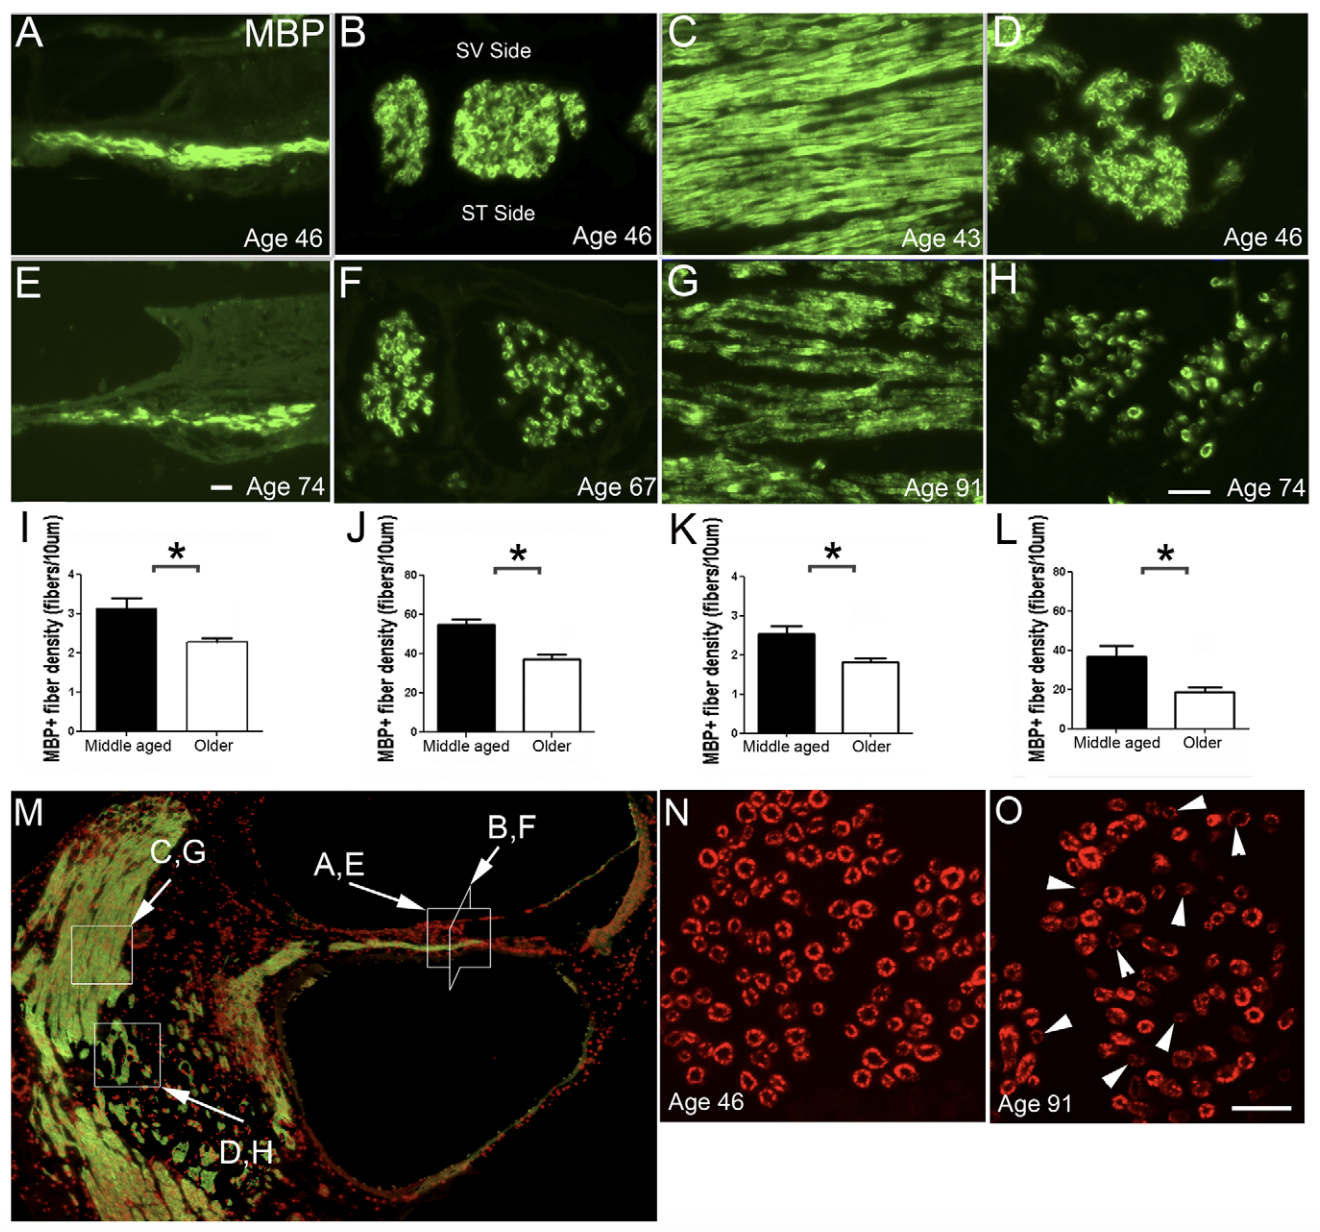 A MBP
Age 46
B
SV Side
ST Side
Age 46
C
Age 43
D
Age 46
E
Age 74
F
Age 67
G
Age 91
H
Age 74
I
MBP+ fiber density (fibers/10um)
*
4
3
2
1
0
Middle aged Older
J
MBP+ fiber density (fibers/10um)
*
80
60
40
20
0
Middle aged Older
K
MBP+ fiber density (fibers/10um)
*
4
3
2
1
0
Middle aged Older
L
MBP+ fiber density (fibers/10um)
*
80
60
40
20
0
Middle aged Older
M
C,G
A,E
B,F
D,H
N
Age 46
O
Age 91